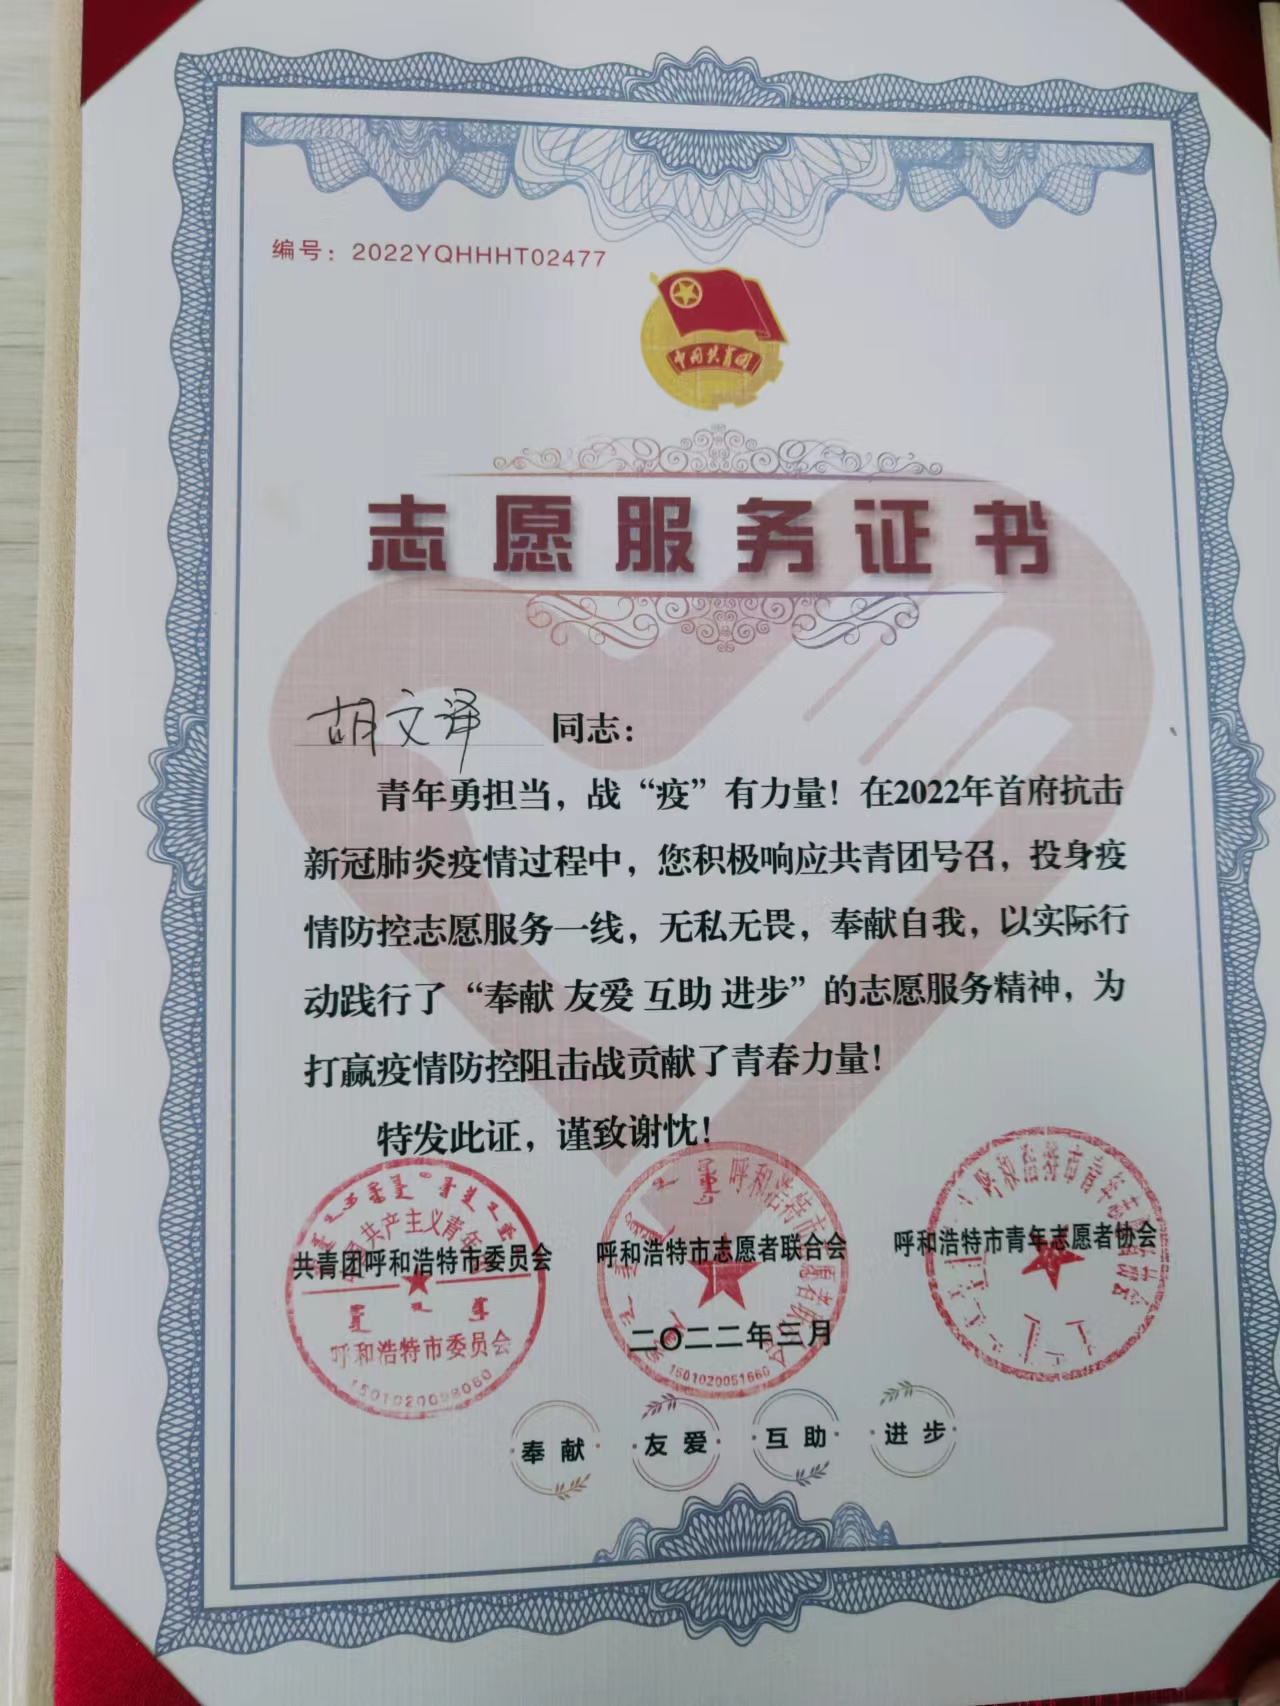 编号：2022YQHHHT02477
中国共青团
志愿服务证书
胡文译 同志：
青年勇担当，战“疫”有力量！在2022年首府抗击
新冠肺炎疫情过程中，您积极响应共青团号召，投身疫
情防控志愿服务一线，无私无畏，奉献自我，以实际行
动践行了“奉献 友爱 互助 进步”的志愿服务精神，为
打赢疫情防控阻击战贡献了青春力量！
特发此证，谨致谢忱！
共青团呼和浩特市委员会
呼和浩特市志愿者联合会
呼和浩特市青年志愿者协会
呼和浩特市委员会
1501020098060
二〇二二年三月
1501020051660
奉献
友爱
互助
进步